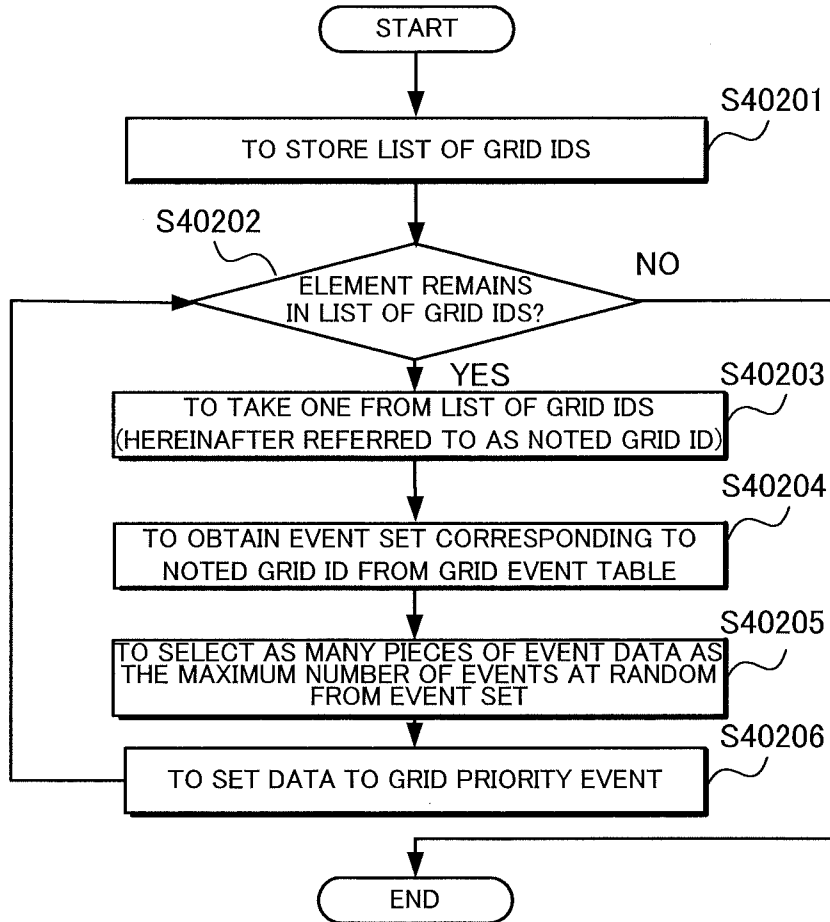 START
S40201
TO STORE LIST OF GRID IDS
S40202
ELEMENT REMAINS
IN LIST OF GRID IDS?
NO
YES
S40203
TO TAKE ONE FROM LIST OF GRID IDS
(HEREINAFTER REFERRED TO AS NOTED GRID ID)
S40204
TO OBTAIN EVENT SET CORRESPONDING TO
NOTED GRID ID FROM GRID EVENT TABLE
S40205
TO SELECT AS MANY PIECES OF EVENT DATA AS
THE MAXIMUM NUMBER OF EVENTS AT RANDOM
FROM EVENT SET
S40206
TO SET DATA TO GRID PRIORITY EVENT
END